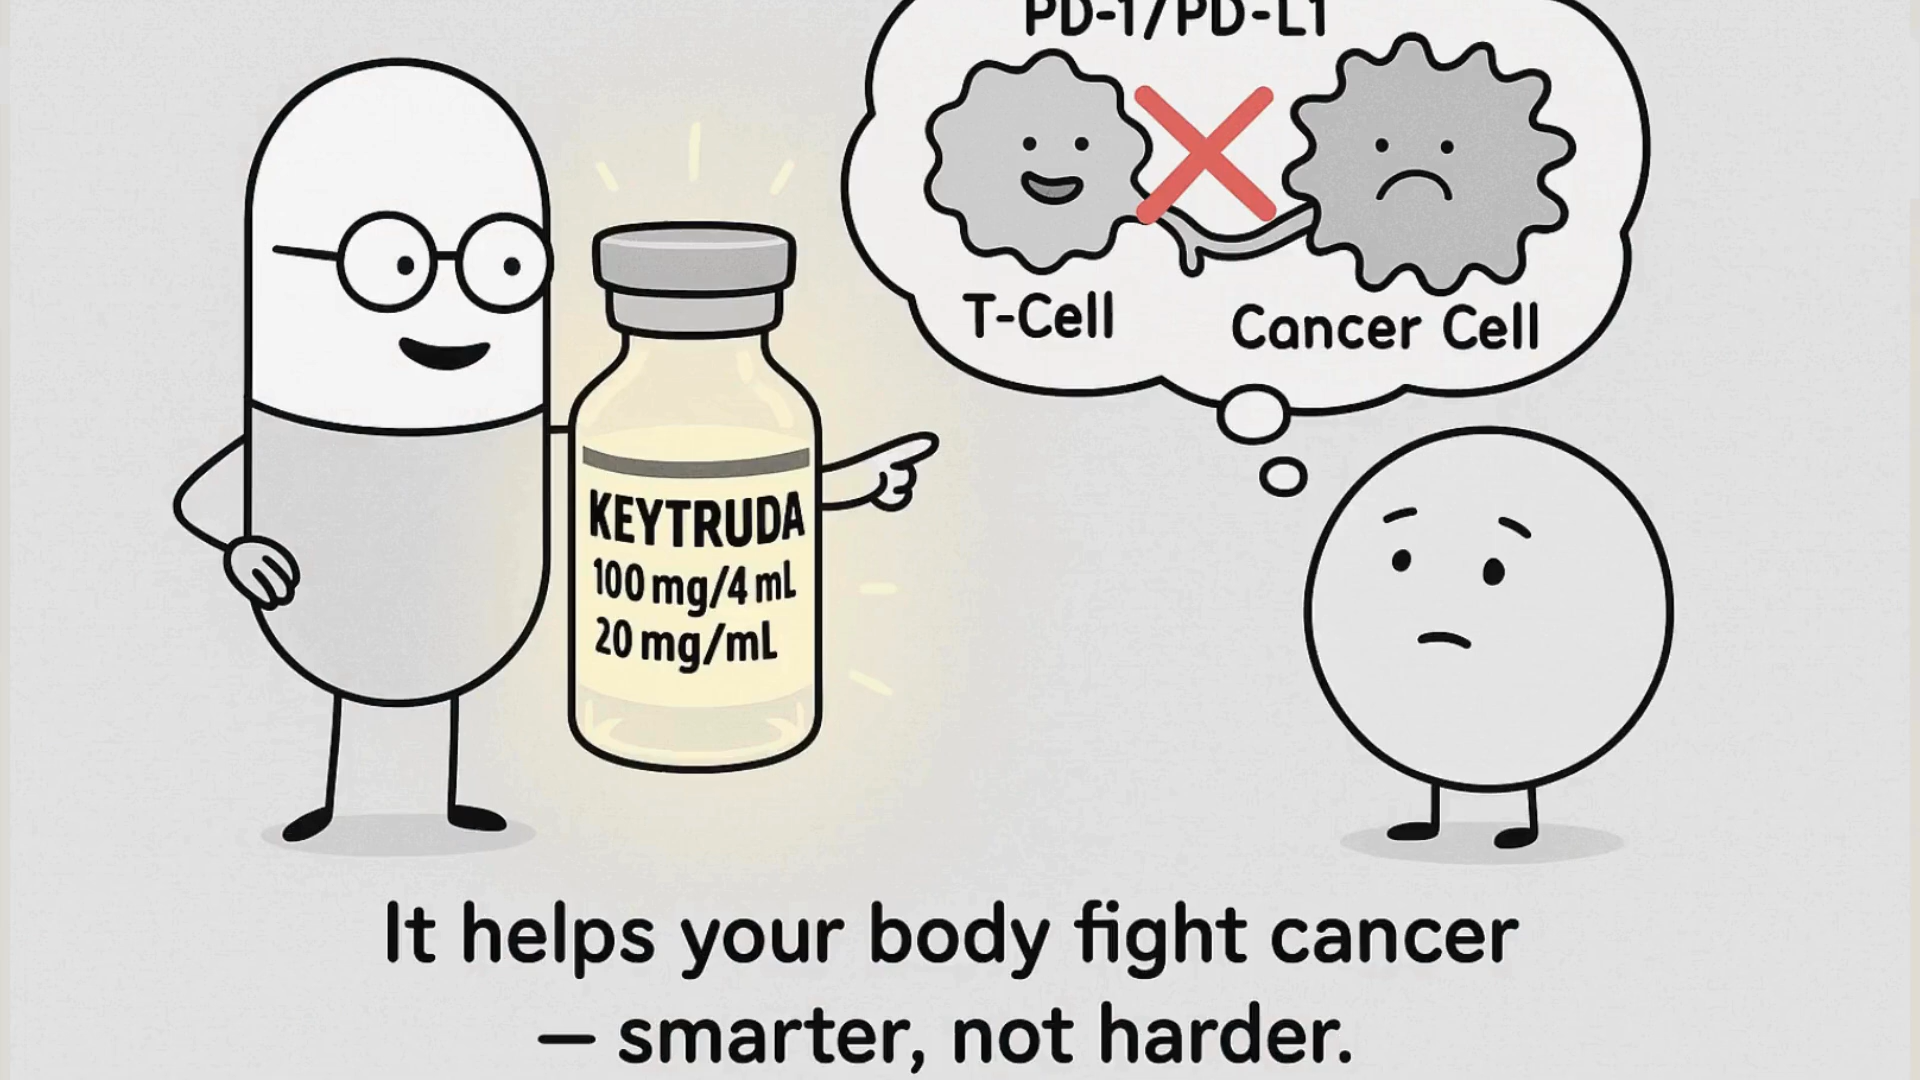 PD-1/PD-L1
T-Cell
Cancer Cell
KEYTRUDA
100 mg/4 mL
20 mg/mL
It helps your body fight cancer
— smarter, not harder.